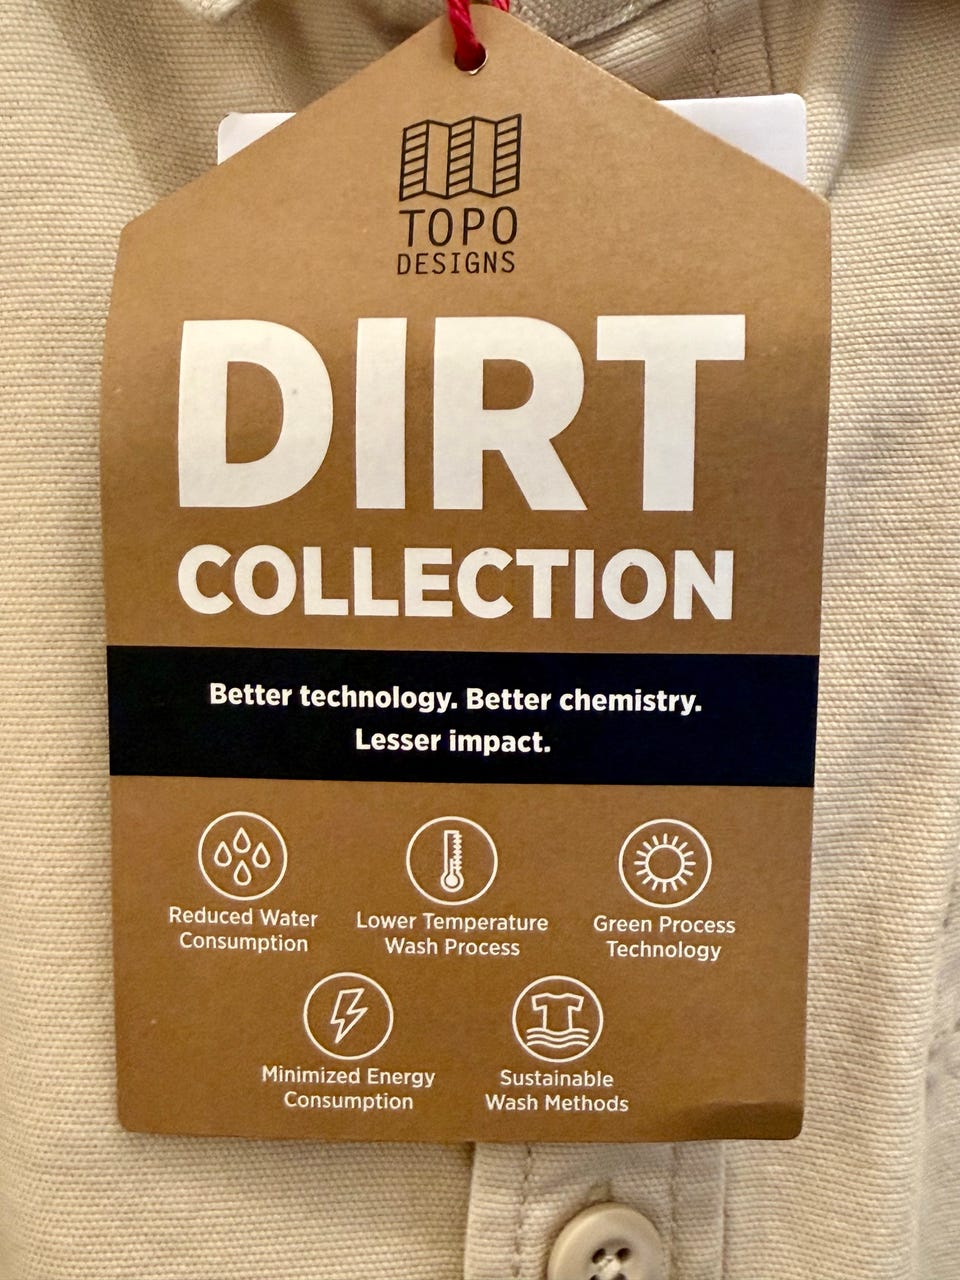 TOPO
DESIGNS
DIRT
COLLECTION
Better technology. Better chemistry.
Lesser impact.
Reduced Water
Consumption
Lower Temperature
Wash Process
Green Process
Technology
Minimized Energy
Consumption
Sustainable
Wash Methods